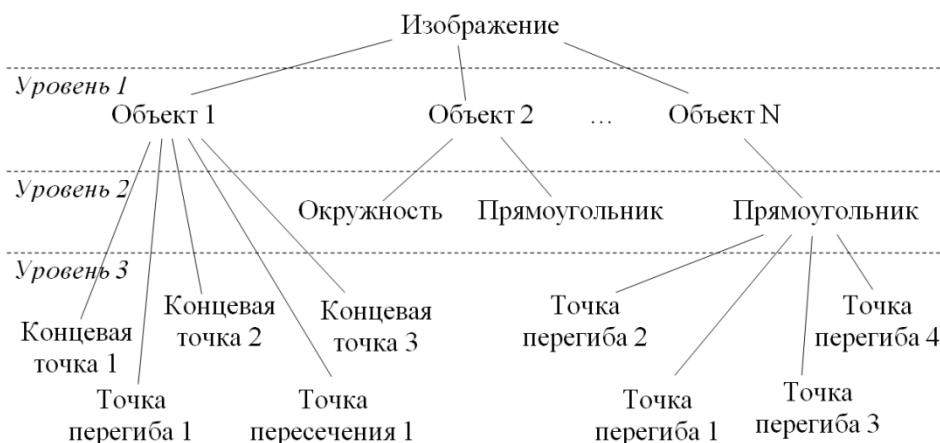 Изображение
Уровень 1
Объект 1
Объект 2
...
Объект N
Уровень 2
Окружность
Прямоугольник
Прямоугольник
Уровень 3
Концевая
точка 1
Концевая
точка 2
Концевая
точка 3
Точка
перегиба 2
Точка
перегиба 4
Точка
перегиба 1
Точка
пересечения 1
Точка
перегиба 1
Точка
перегиба 3